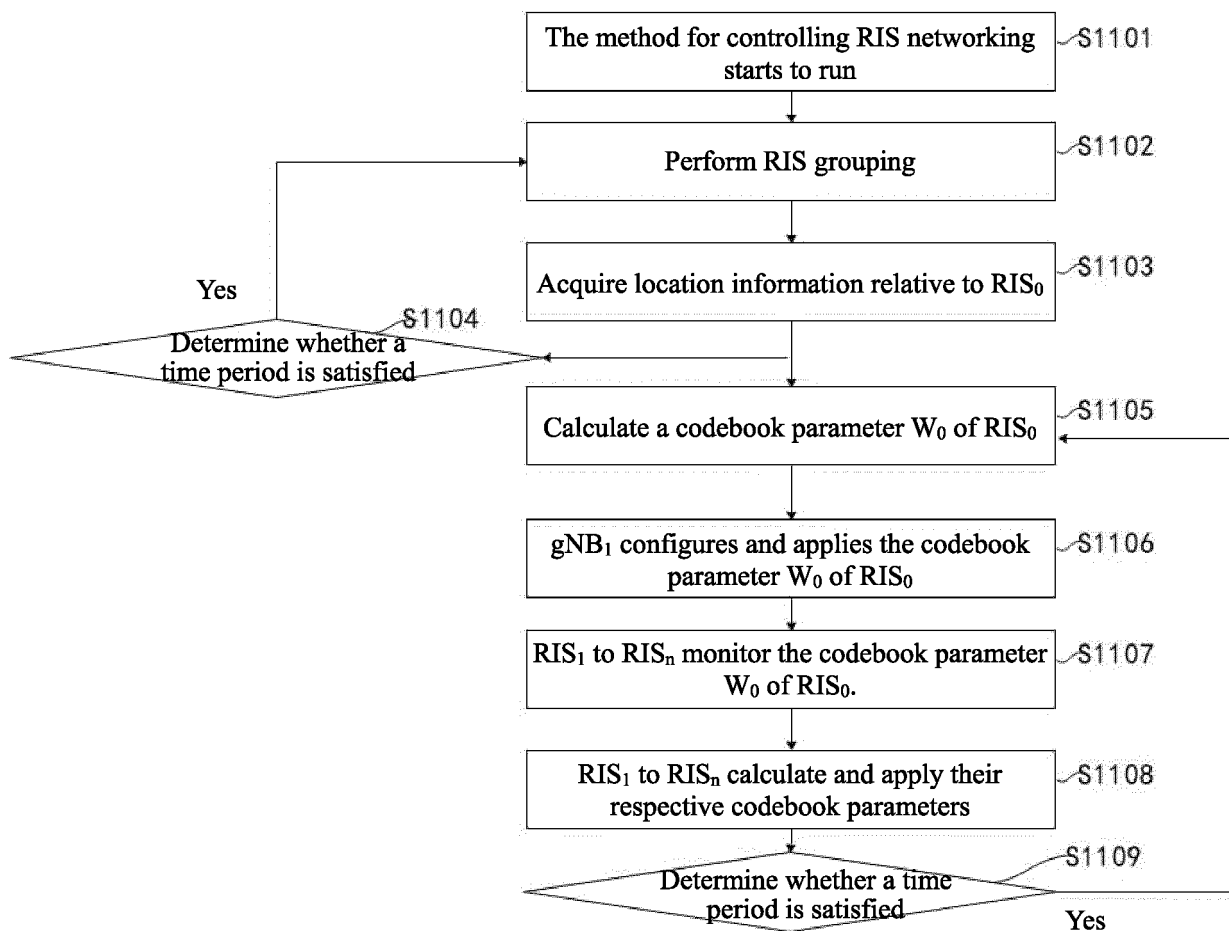 The method for controlling RIS networking
starts to run
S1101
Perform RIS grouping
S1102
Acquire location information relative to RIS₀
S1103
Yes
S1104
Determine whether a
time period is satisfied
Calculate a codebook parameter W₀ of RIS₀
S1105
gNB₁ configures and applies the codebook
parameter W₀ of RIS₀
S1106
RIS₁ to RISₙ monitor the codebook parameter
W₀ of RIS₀.
S1107
RIS₁ to RISₙ calculate and apply their
respective codebook parameters
S1108
S1109
Determine whether a time
period is satisfied
Yes